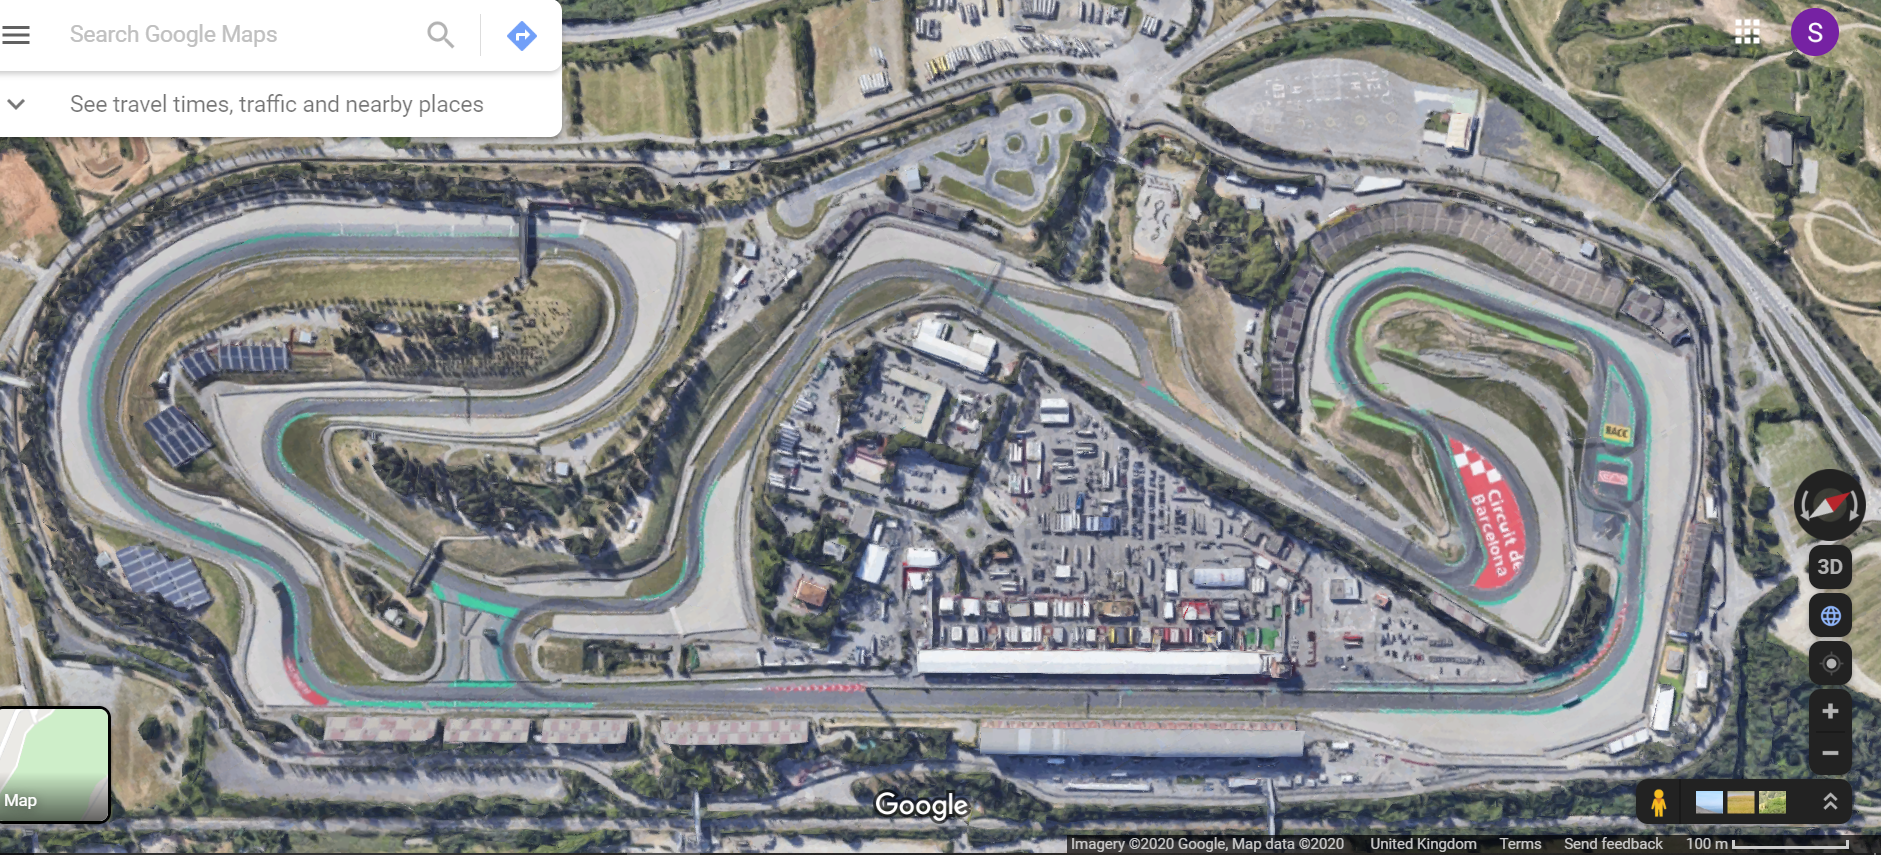 Search Google Maps
S
See travel times, traffic and nearby places
RACC
Circuit de
Barcelona
3D
Map
Google
Imagery ©2020 Google, Map data ©2020 United Kingdom Terms Send feedback 100 m